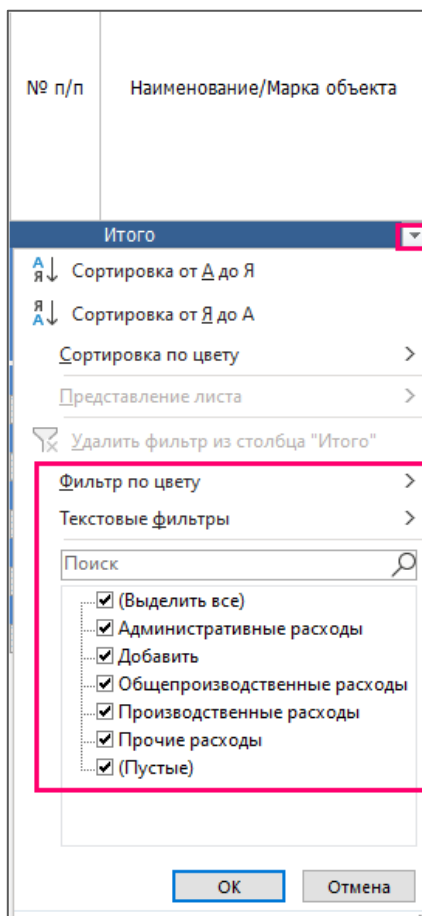 № п/п
Наименование/Марка объекта
Итого
Сортировка от А до Я
Сортировка от Я до А
Сортировка по цвету
Представление листа
Удалить фильтр из столбца "Итого"
Фильтр по цвету
Текстовые фильтры
Поиск
(Выделить все)
Административные расходы
Добавить
Общепроизводственные расходы
Производственные расходы
Прочие расходы
(Пустые)
ОК
Отмена